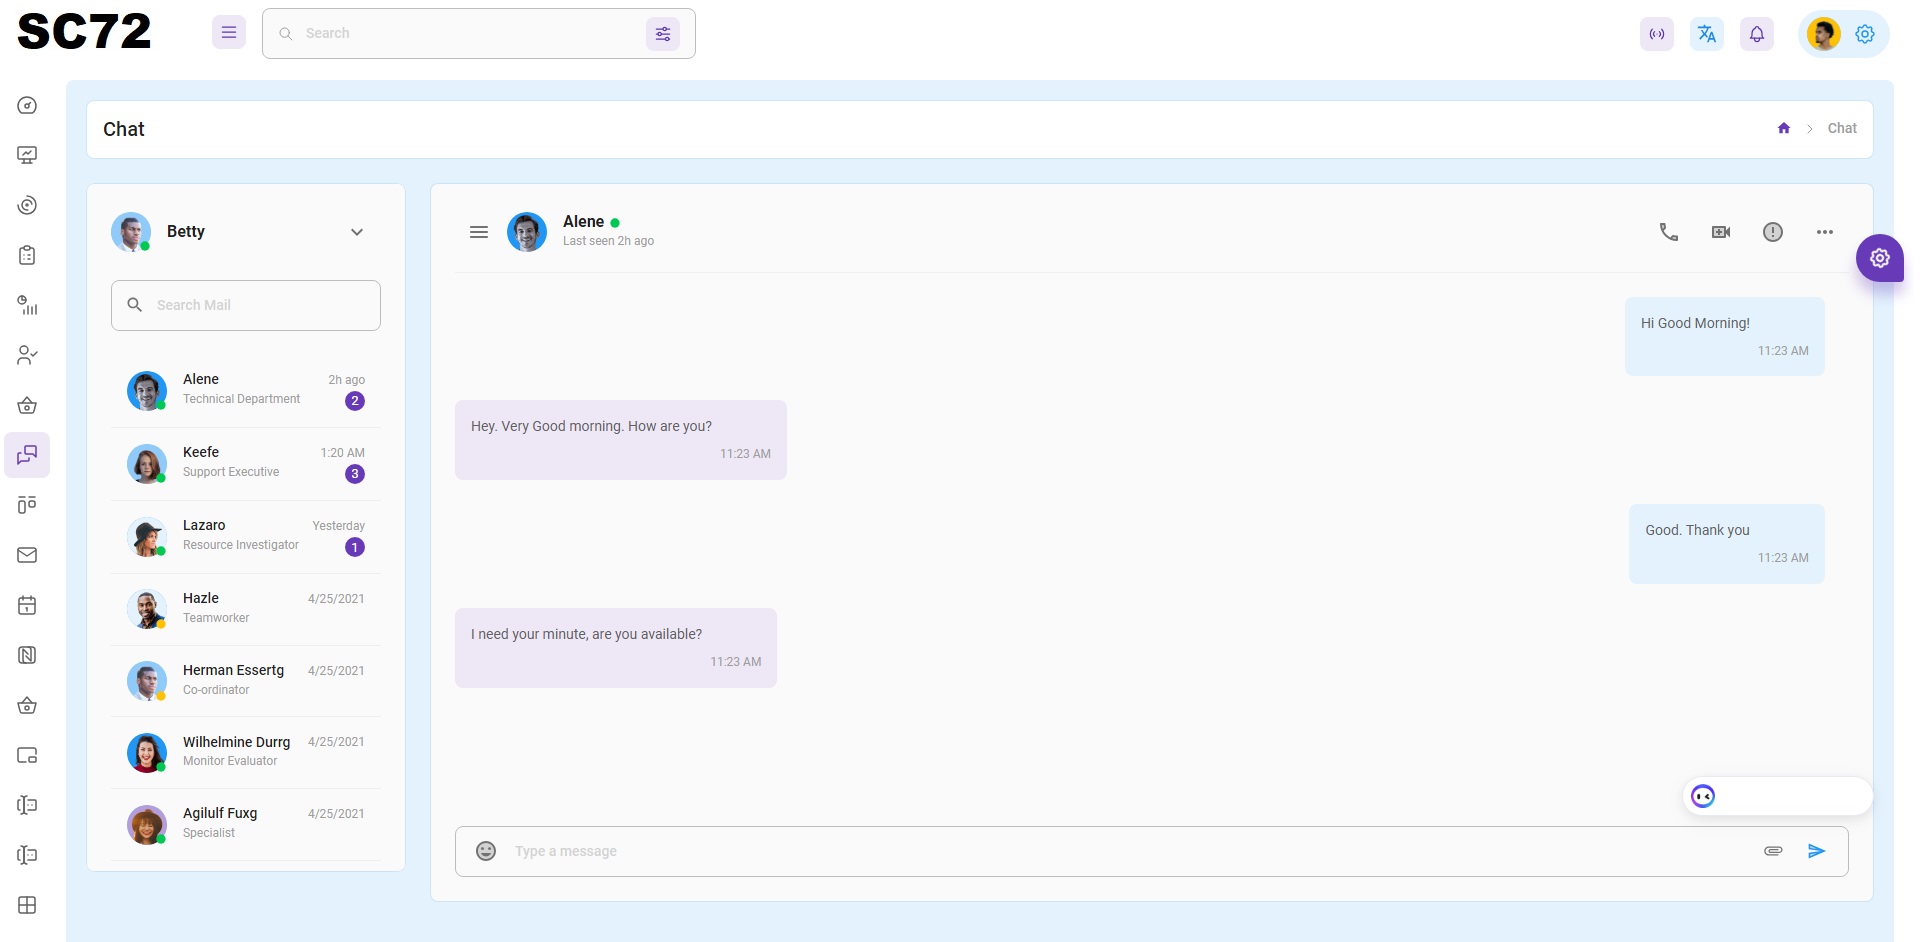 SC72
Search
Chat
Chat
Betty
Search Mail
Alene
2h ago
Technical Department
2
Keefe
1:20 AM
Support Executive
3
Lazaro
Yesterday
Resource Investigator
1
Hazle
4/25/2021
Teamworker
Herman Essertg
4/25/2021
Co-ordinator
Wilhelmine Durrg
4/25/2021
Monitor Evaluator
Agilulf Fuxg
4/25/2021
Specialist
Alene
Last seen 2h ago
Hi Good Morning!
11:23 AM
Hey. Very Good morning. How are you?
11:23 AM
Good. Thank you
11:23 AM
I need your minute, are you available?
11:23 AM
Type a message